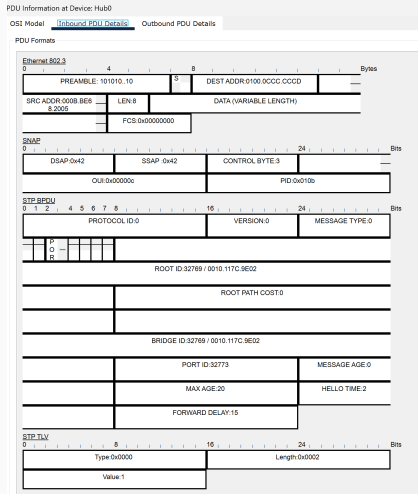 PDU Information at Device: Hub0
OSI Model Inbound PDU Details Outbound PDU Details
PDU Formats
Ethernet 802.3
0 4 8 Bytes
PREAMBLE: 101010..10 S DEST ADDR:0100.0CCC.CCCD
SRC ADDR:000B.BE6
8.2005 LEN:8 DATA (VARIABLE LENGTH)
FCS:0x00000000
SNAP
0 8 16 24 Bits
DSAP:0x42 SSAP :0x42 CONTROL BYTE:3
OUI:0x00000c PID:0x010b
STP BPDU
0 1 2 4 5 6 7 8 16 24 Bits
PROTOCOL ID:0 VERSION:0 MESSAGE TYPE:0
P
O
R
ROOT ID:32769 / 0010.117C.9E02
ROOT PATH COST:0
BRIDGE ID:32769 / 0010.117C.9E02
PORT ID:32773 MESSAGE AGE:0
MAX AGE:20 HELLO TIME:2
FORWARD DELAY:15
STP TLV
0 8 16 24 Bits
Type:0x0000 Length:0x0002
Value:1